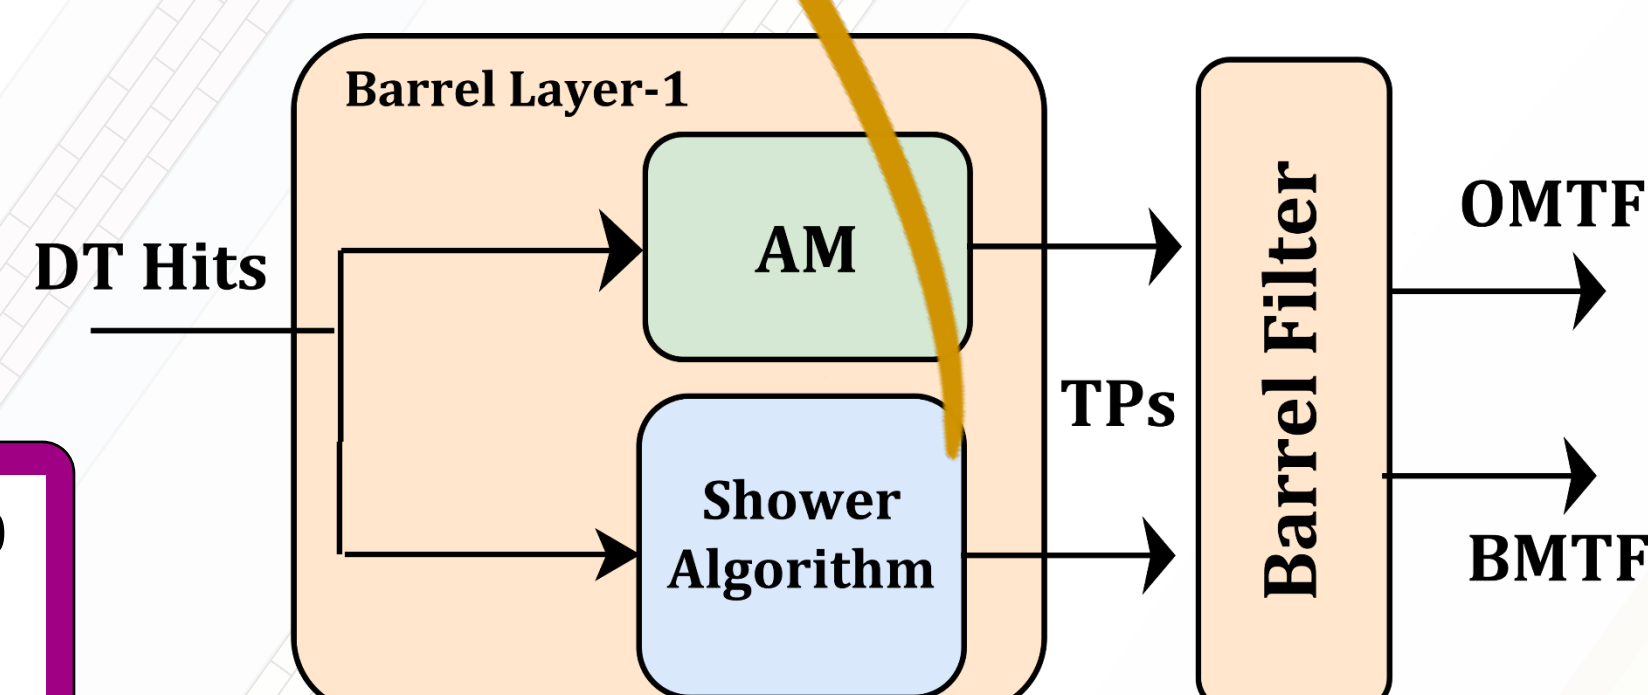 Barrel Layer-1
DT Hits
AM
Shower
Algorithm
TPs
Barrel Filter
OMTF
BMTF